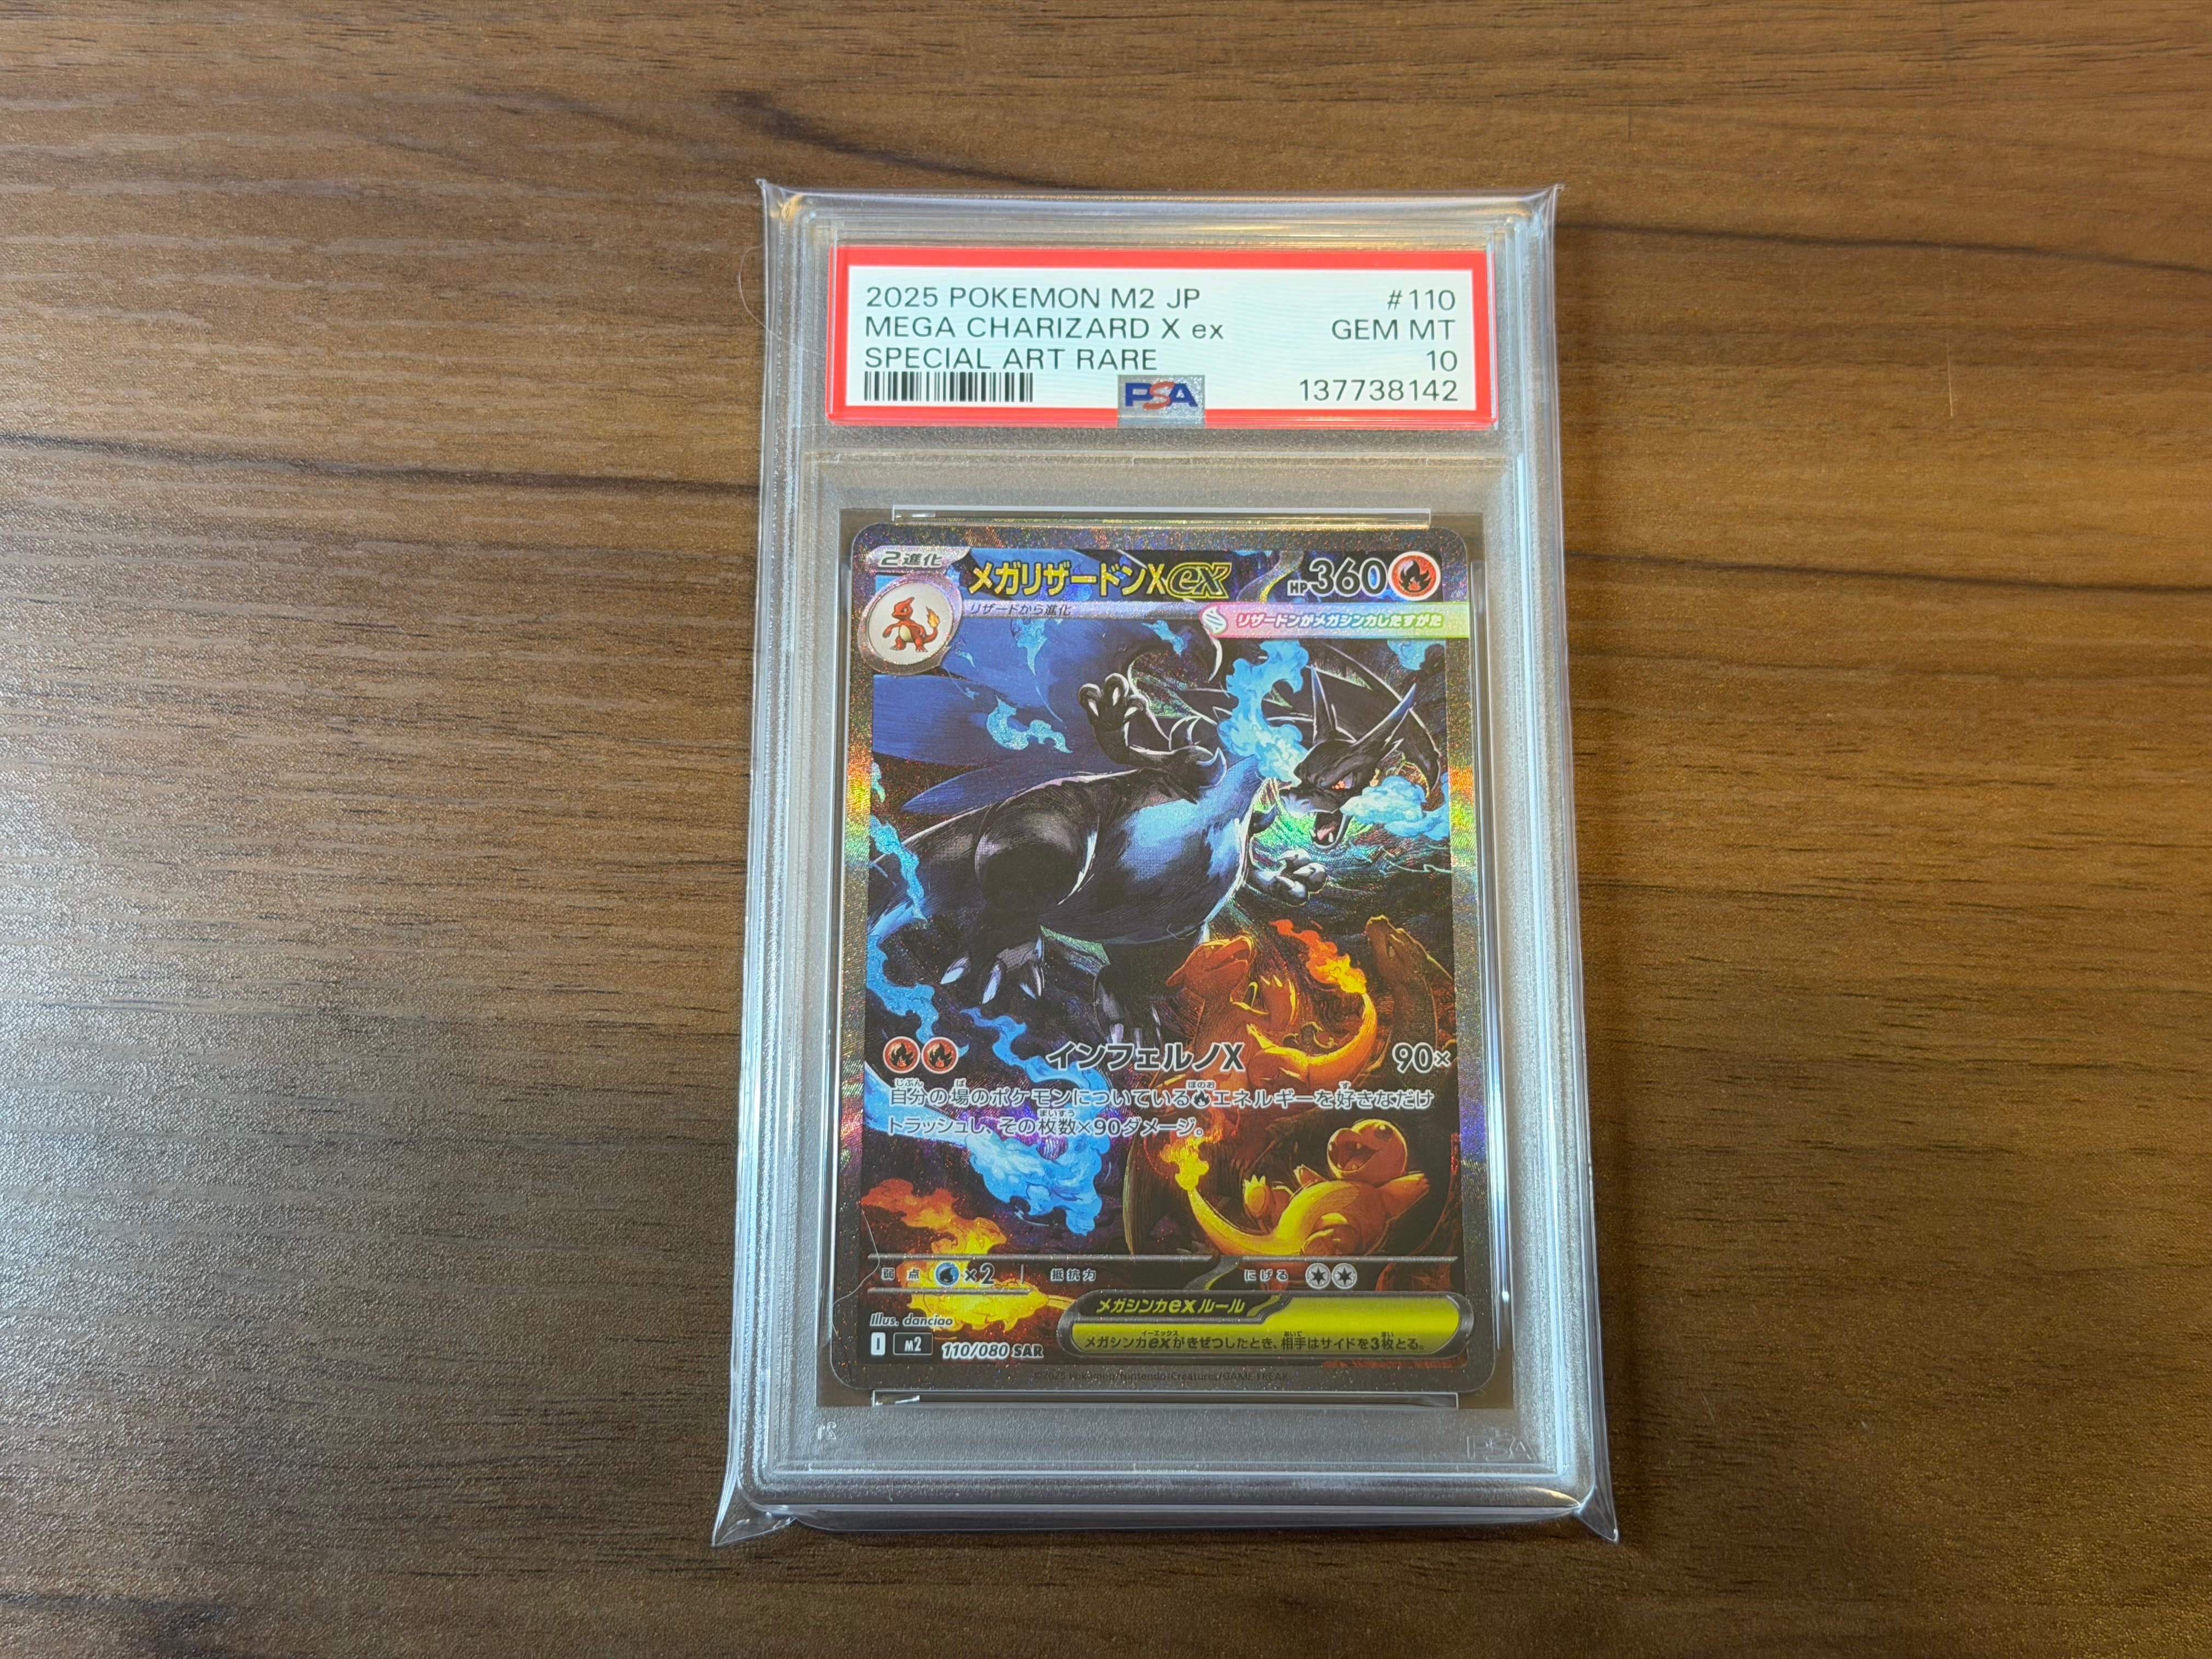 2025 POKEMON M2 JP #110
MEGA CHARIZARD X ex GEM MT
SPECIAL ART RARE 10
PSA 137738142
2進化 メガリザードンXex HP360
リザードから進化
リザードンがメガシンカしたすがた
インフェルノX 90×
自分の場のポケモンについているエネルギーを好きなだけ
トラッシュし、その枚数×90ダメージ。
弱点 ×2 抵抗力 にげる
メガシンカexルール
メガシンカexがきぜつしたとき、相手はサイドを3枚とる。
Illus. danciao
I M2 110/080 SAR
©2025 Pokémon/Nintendo/Creatures/GAME FREAK.
PSA